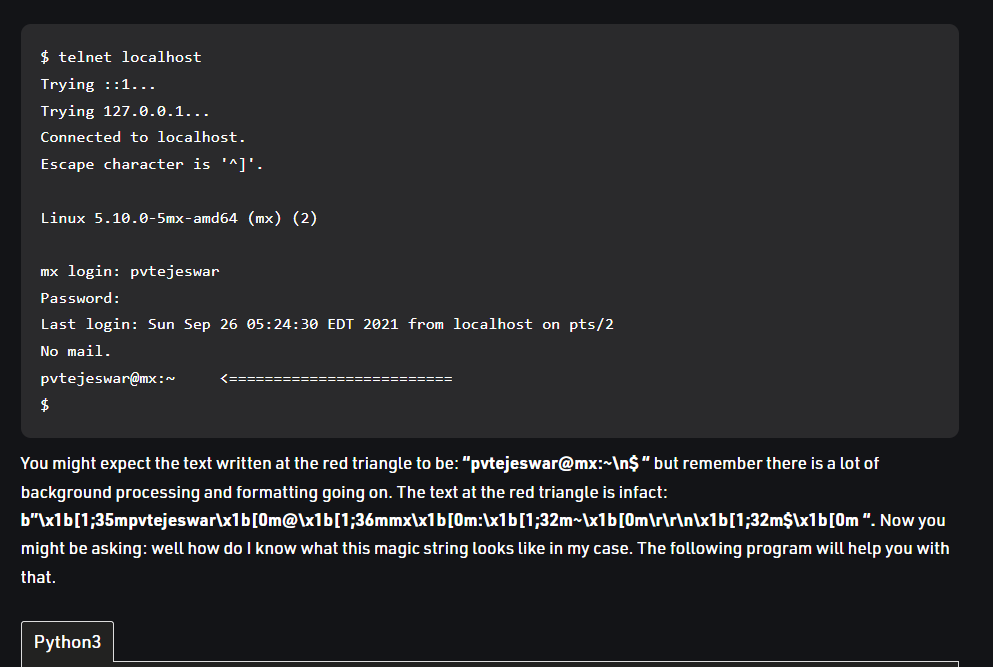 $ telnet localhost
Trying ::1...
Trying 127.0.0.1...
Connected to localhost.
Escape character is '^]'.
Linux 5.10.0-5mx-amd64 (mx) (2)
mx login: pvtejeswar
Password:
Last login: Sun Sep 26 05:24:30 EDT 2021 from localhost on pts/2
No mail.
pvtejeswar@mx:~     <=========================
$
You might expect the text written at the red triangle to be: “pvtejeswar@mx:~\n$ “ but remember there is a lot of
background processing and formatting going on. The text at the red triangle is infact:
b”\x1b[1;35mpvtejeswar\x1b[0m@\x1b[1;36mmx\x1b[0m:\x1b[1;32m~\x1b[0m\r\r\n\x1b[1;32m$\x1b[0m “. Now you
might be asking: well how do I know what this magic string looks like in my case. The following program will help you with
that.
Python3